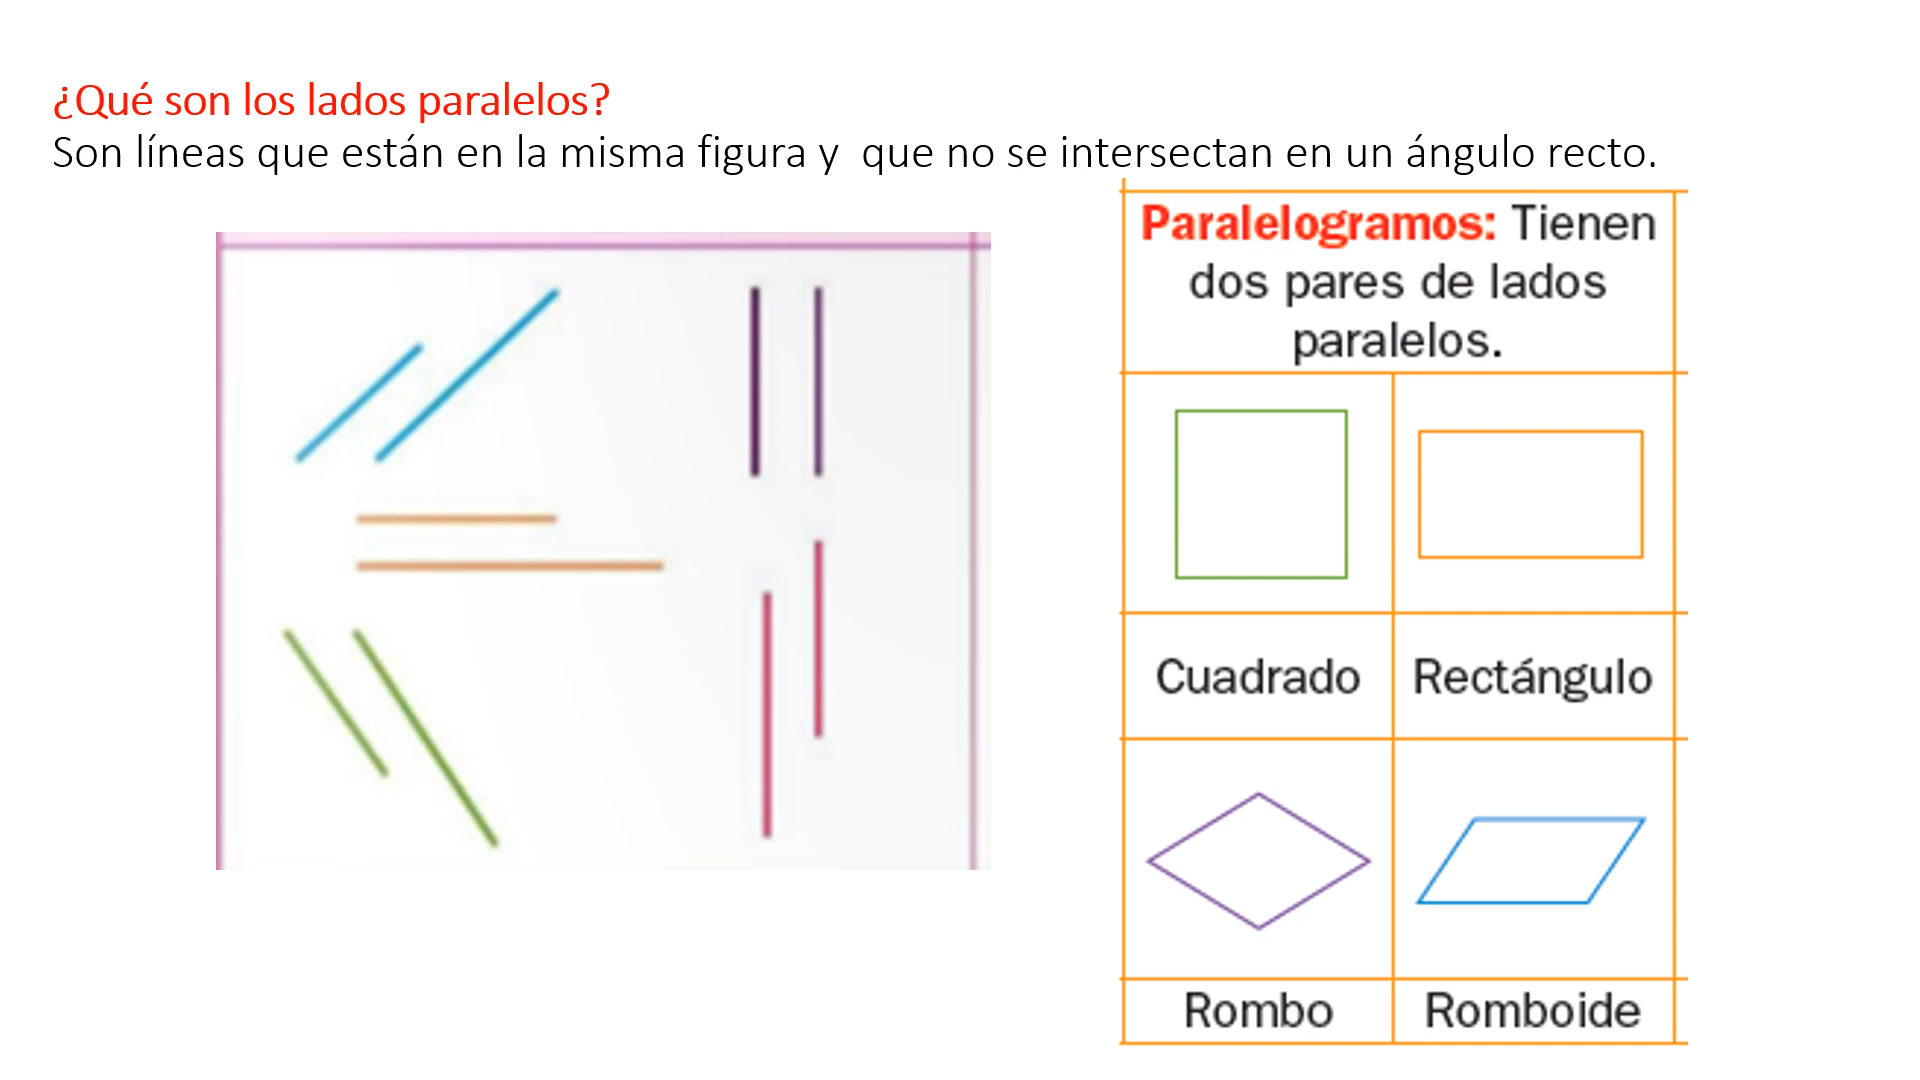 ¿Qué son los lados paralelos?
Son líneas que están en la misma figura y  que no se intersectan en un ángulo recto.
Paralelogramos: Tienen
dos pares de lados
paralelos.
Cuadrado
Rectángulo
Rombo
Romboide